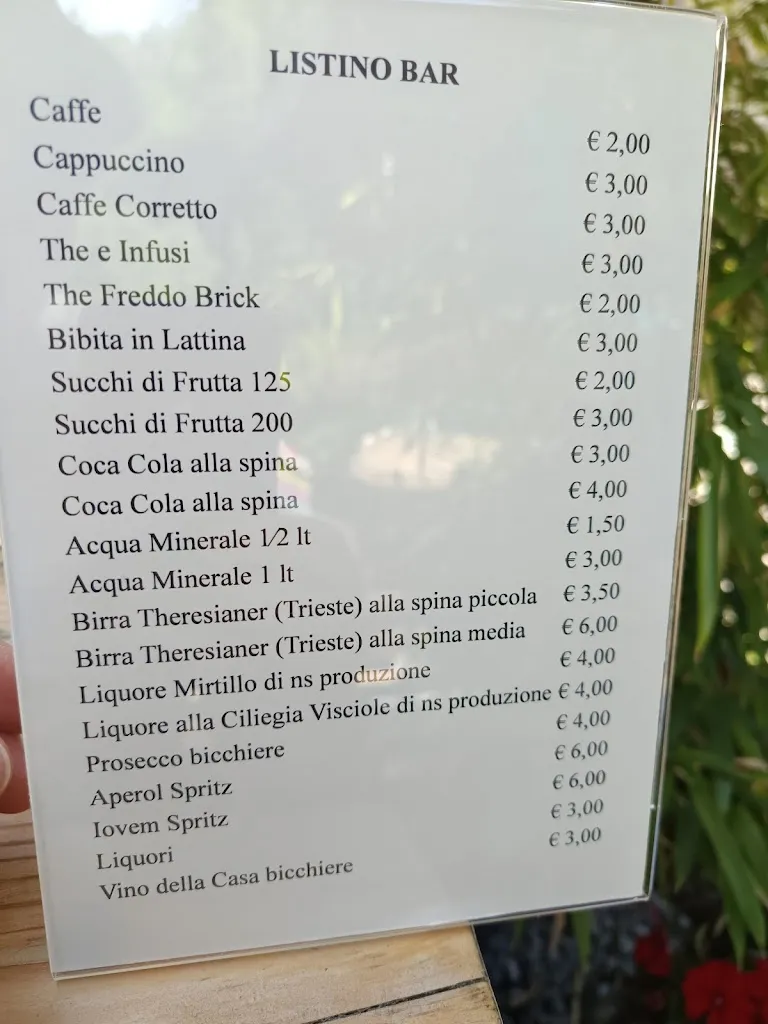 LISTINO BAR
Caffe € 2,00
Cappuccino € 3,00
Caffe Corretto € 3,00
The e Infusi € 3,00
The Freddo Brick € 2,00
Bibita in Lattina € 3,00
Succhi di Frutta 125 € 2,00
Succhi di Frutta 200 € 3,00
Coca Cola alla spina € 3,00
Coca Cola alla spina € 4,00
Acqua Minerale 1/2 lt € 1,50
Acqua Minerale 1 lt € 3,00
Birra Theresianer (Trieste) alla spina piccola € 3,50
Birra Theresianer (Trieste) alla spina media € 6,00
Liquore Mirtillo di ns produzione € 4,00
Liquore alla Ciliegia Visciole di ns produzione € 4,00
Prosecco bicchiere € 4,00
Aperol Spritz € 6,00
Iovem Spritz € 6,00
Liquori € 3,00
Vino della Casa bicchiere € 3,00